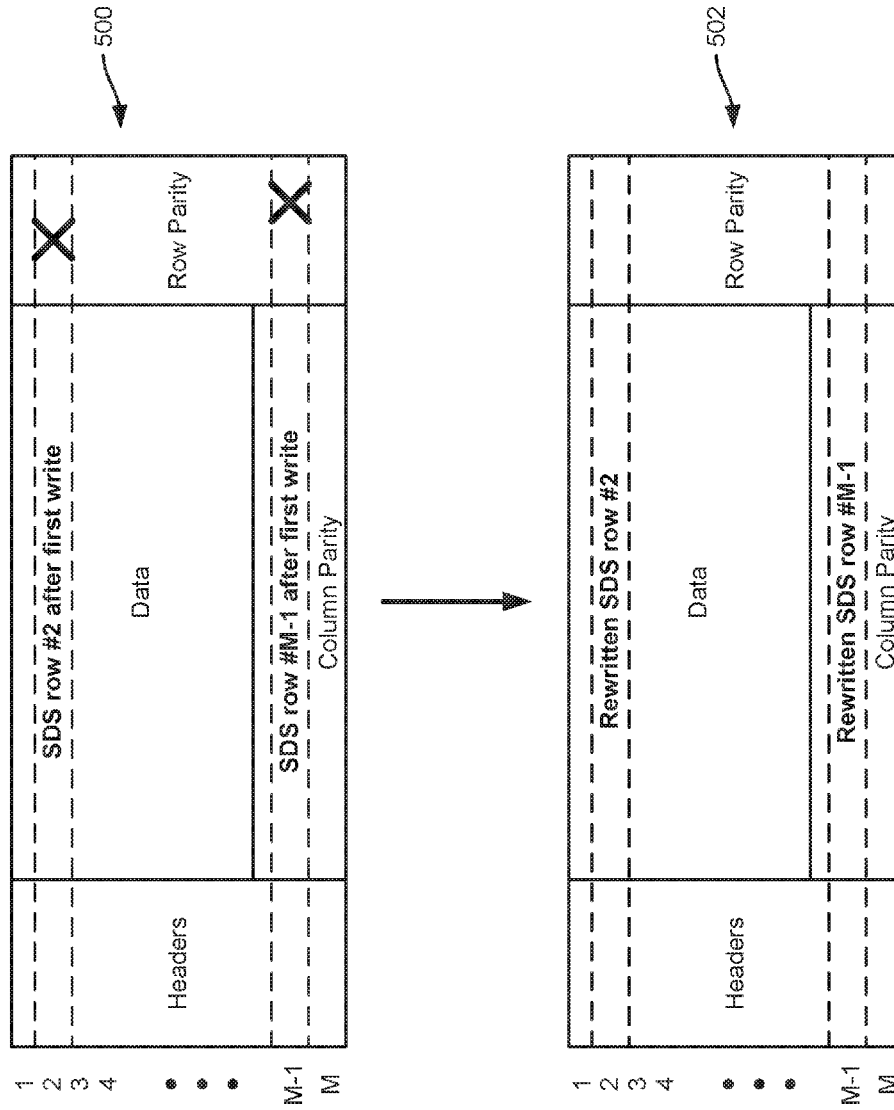 500
1
2
3
4
M-1
M
Headers
SDS row #2 after first write
Data
SDS row #M-1 after first write
Column Parity
Row Parity
502
1
2
3
4
M-1
M
Headers
Rewritten SDS row #2
Data
Rewritten SDS row #M-1
Column Parity
Row Parity